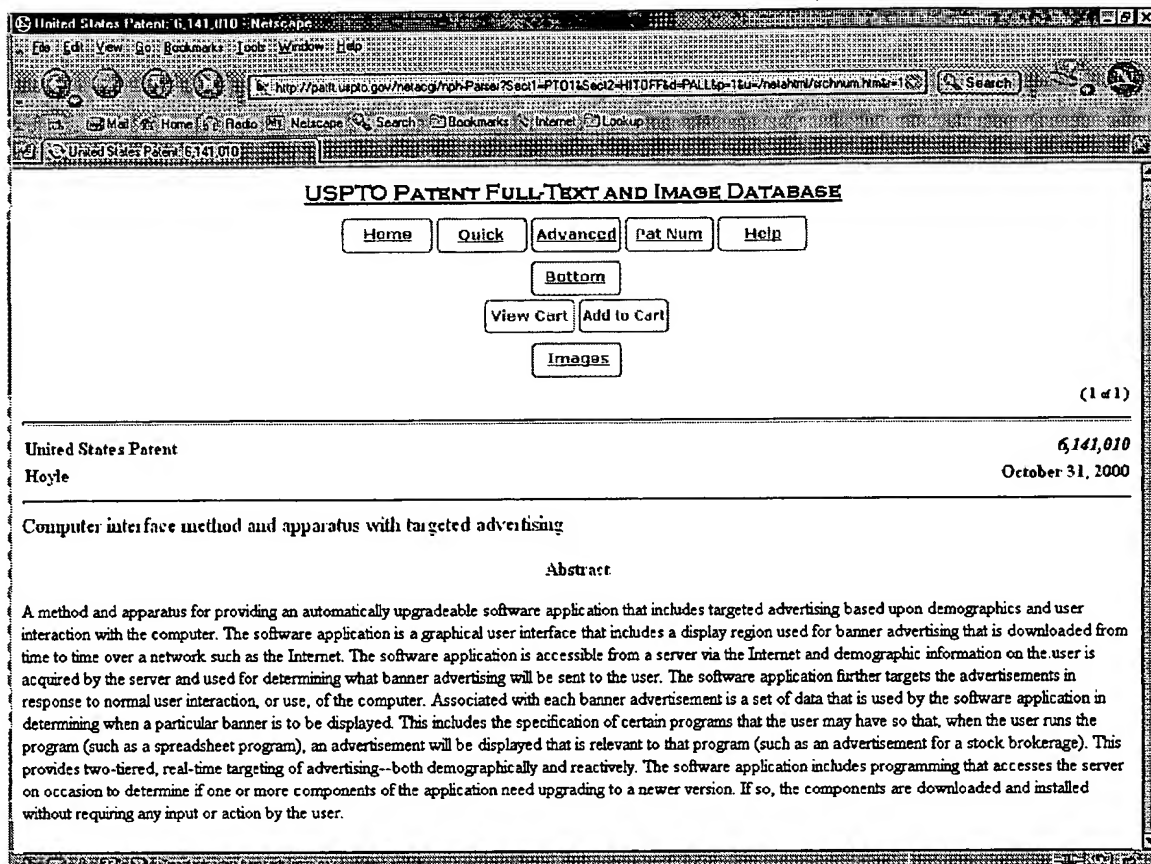 United States Patent: 6,141,010 - Netscape
File Edit View Go Bookmarks Tools Window Help
http://patft.uspto.gov/netacgi/nph-Parser?Sect1=PTO1&Sect2=HITOFF&d=PALL&p=1&u=/netahtml/srchnum.htm&r=1 Search
Mail Home Radio Netscape Search Bookmarks Internet Lookup
United States Patent: 6,141,010
USPTO PATENT FULL-TEXT AND IMAGE DATABASE
Home Quick Advanced Pat Num Help
Bottom
View Cart Add to Cart
Images
(1 of 1)
United States Patent 6,141,010
Hoyle October 31, 2000
Computer interface method and apparatus with targeted advertising
Abstract
A method and apparatus for providing an automatically upgradeable software application that includes targeted advertising based upon demographics and user
interaction with the computer. The software application is a graphical user interface that includes a display region used for banner advertising that is downloaded from
time to time over a network such as the Internet. The software application is accessible from a server via the Internet and demographic information on the user is
acquired by the server and used for determining what banner advertising will be sent to the user. The software application further targets the advertisements in
response to normal user interaction, or use, of the computer. Associated with each banner advertisement is a set of data that is used by the software application in
determining when a particular banner is to be displayed. This includes the specification of certain programs that the user may have so that, when the user runs the
program (such as a spreadsheet program), an advertisement will be displayed that is relevant to that program (such as an advertisement for a stock brokerage). This
provides two-tiered, real-time targeting of advertising--both demographically and reactively. The software application includes programming that accesses the server
on occasion to determine if one or more components of the application need upgrading to a newer version. If so, the components are downloaded and installed
without requiring any input or action by the user.